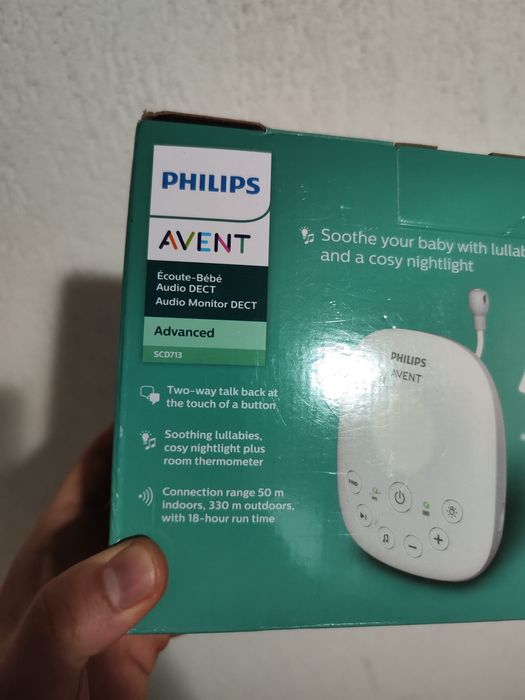 PHILIPS
AVENT
Écoute-Bébé
Audio DECT
Audio Monitor DECT
Advanced
SCD713
Two-way talk back at
the touch of a button
Soothing lullabies,
cosy nightlight plus
room thermometer
Connection range 50 m
indoors, 330 m outdoors,
with 18-hour run time
Soothe your baby with
and a cosy nightlight
PHILIPS
AVENT
FIND